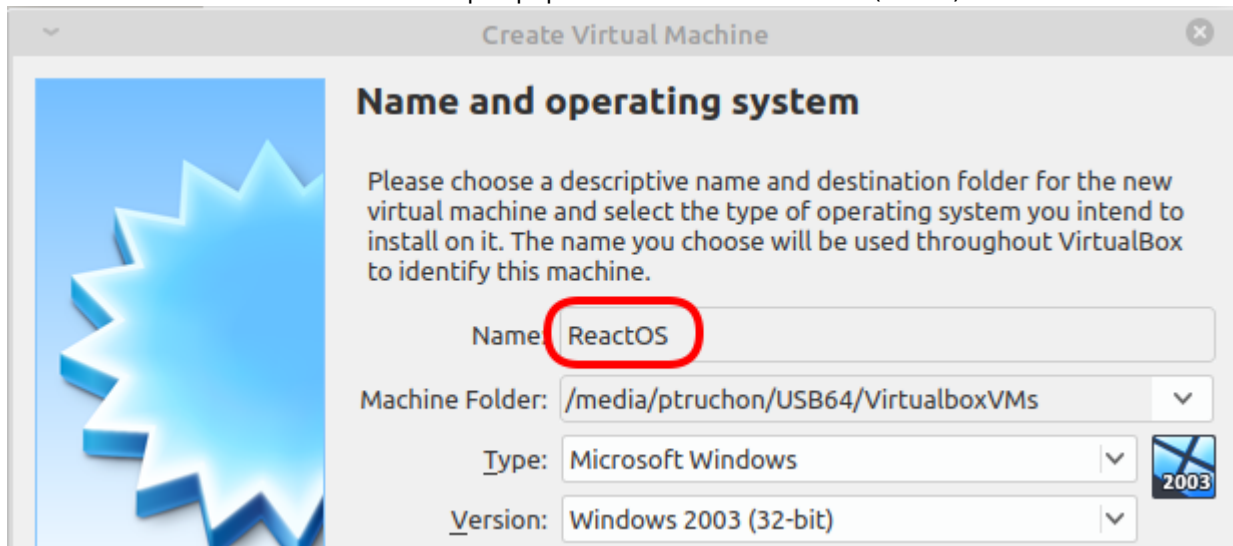 Create Virtual Machine
Name and operating system
Please choose a descriptive name and destination folder for the new
virtual machine and select the type of operating system you intend to
install on it. The name you choose will be used throughout VirtualBox
to identify this machine.
Name: ReactOS
Machine Folder: /media/ptruchon/USB64/VirtualboxVMs
Type: Microsoft Windows
2003
Version: Windows 2003 (32-bit)